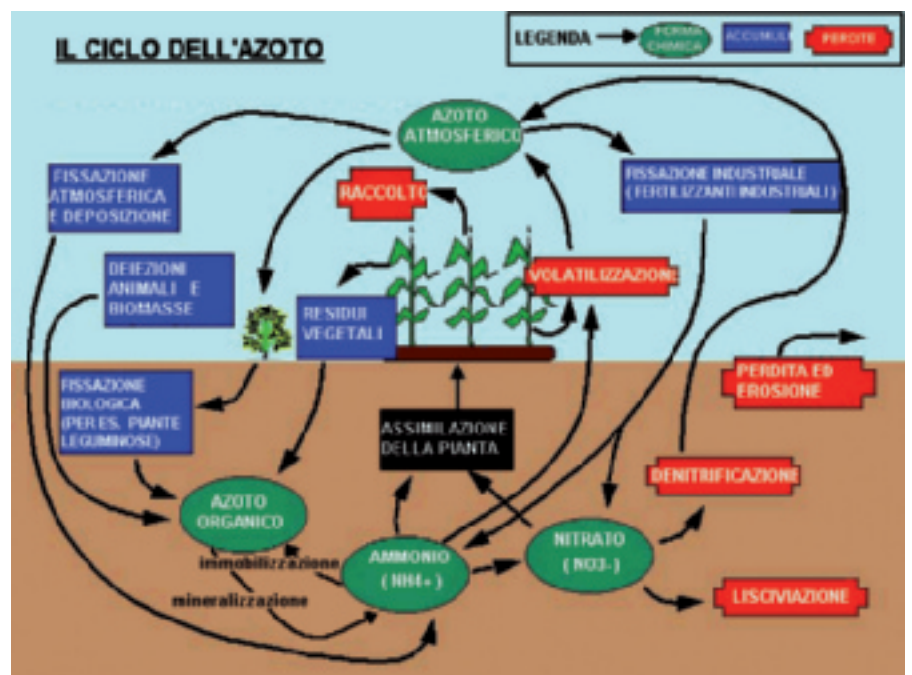 IL CICLO DELL'AZOTO
LEGENDA
FORMA
CHIMICA
ACCUMULI
PERDITE
AZOTO
ATMOSFERICO
FISSAZIONE
ATMOSFERICA
E DEPOSIZIONE
RACCOLTO
FISSAZIONE INDUSTRIALE
(FERTILIZZANTI INDUSTRIALI)
DEIEZIONI
ANIMALI E
BIOMASSE
VOLATILIZZAZIONE
RESIDUI
VEGETALI
PERDITA ED
EROSIONE
FISSAZIONE
BIOLOGICA
(PER ES. PIANTE
LEGUMINOSE)
ASSIMILAZIONE
DELLA PIANTA
DENITRIFICAZIONE
AZOTO
ORGANICO
NITRATO
(NO3-)
immobilizzazione
AMMONIO
(NH4+)
mineralizzazione
LISCIVIAZIONE